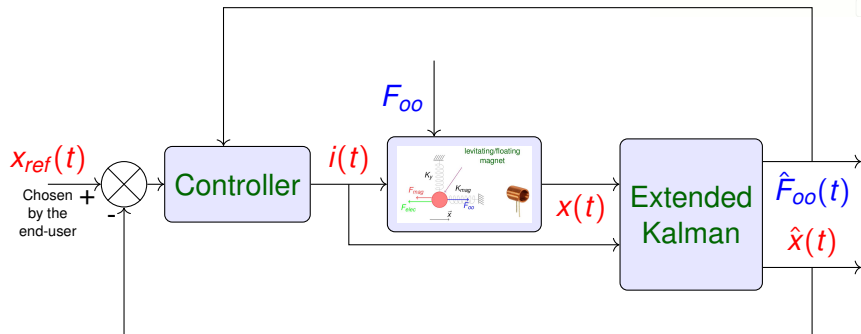 F_oo
x_ref(t)
+
Chosen
by the
end-user
-
Controller
i(t)
levitating/floating
magnet
K_y
F_mag
K_mag
F_elec
F_oo
x⃗
x(t)
Extended
Kalman
F̂_oo(t)
x̂(t)